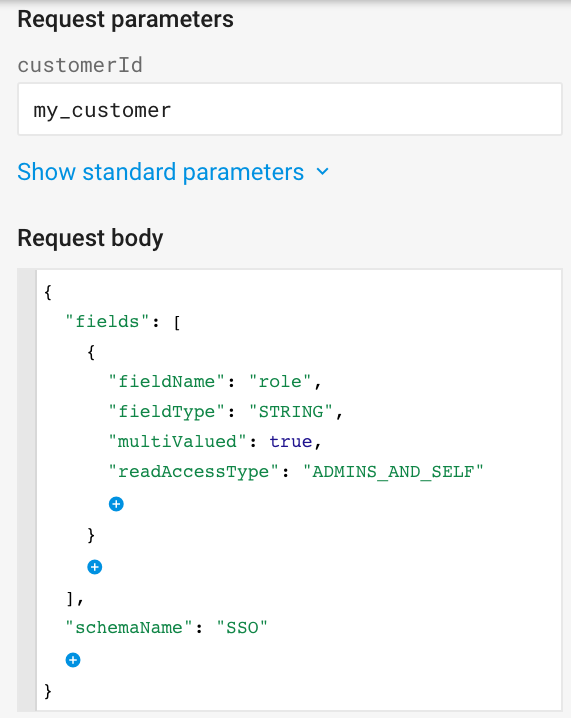 Request parameters
customerId
my_customer
Show standard parameters
Request body
{
"fields": [
{
"fieldName": "role",
"fieldType": "STRING",
"multiValued": true,
"readAccessType": "ADMINS_AND_SELF"
}
],
"schemaName": "SSO"
}